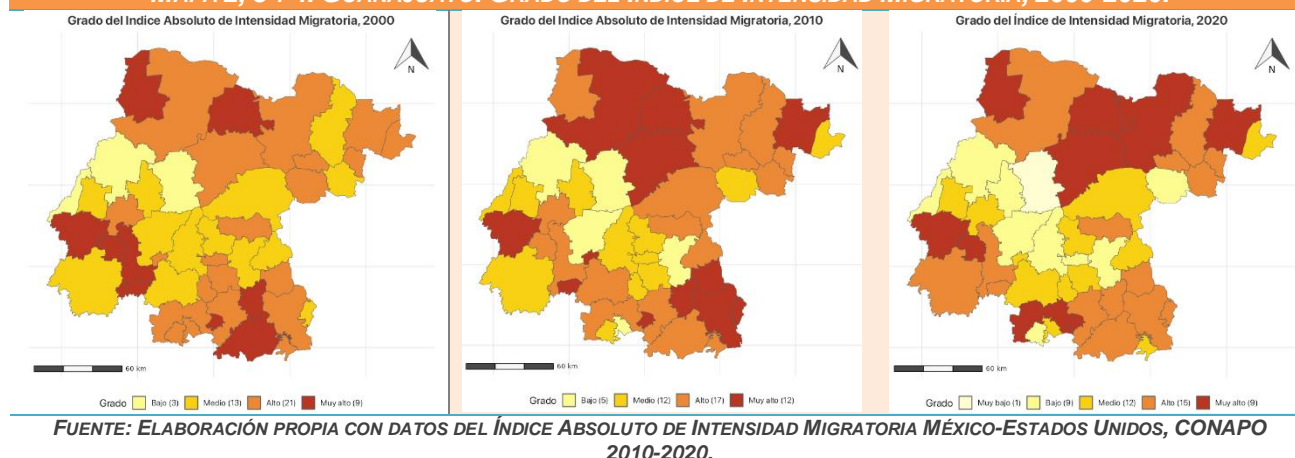 Grado del Indice Absoluto de Intensidad Migratoria, 2000
N
60 km
Grado Bajo (3) Medio (13) Alto (21) Muy alto (9)
Grado del Indice Absoluto de Intensidad Migratoria, 2010
N
60 km
Grado Bajo (5) Medio (12) Alto (17) Muy alto (12)
Grado del Índice de Intensidad Migratoria, 2020
N
60 km
Grado Muy bajo (1) Bajo (9) Medio (12) Alto (15) Muy alto (9)
FUENTE: ELABORACIÓN PROPIA CON DATOS DEL ÍNDICE ABSOLUTO DE INTENSIDAD MIGRATORIA MÉXICO-ESTADOS UNIDOS, CONAPO
2010-2020.